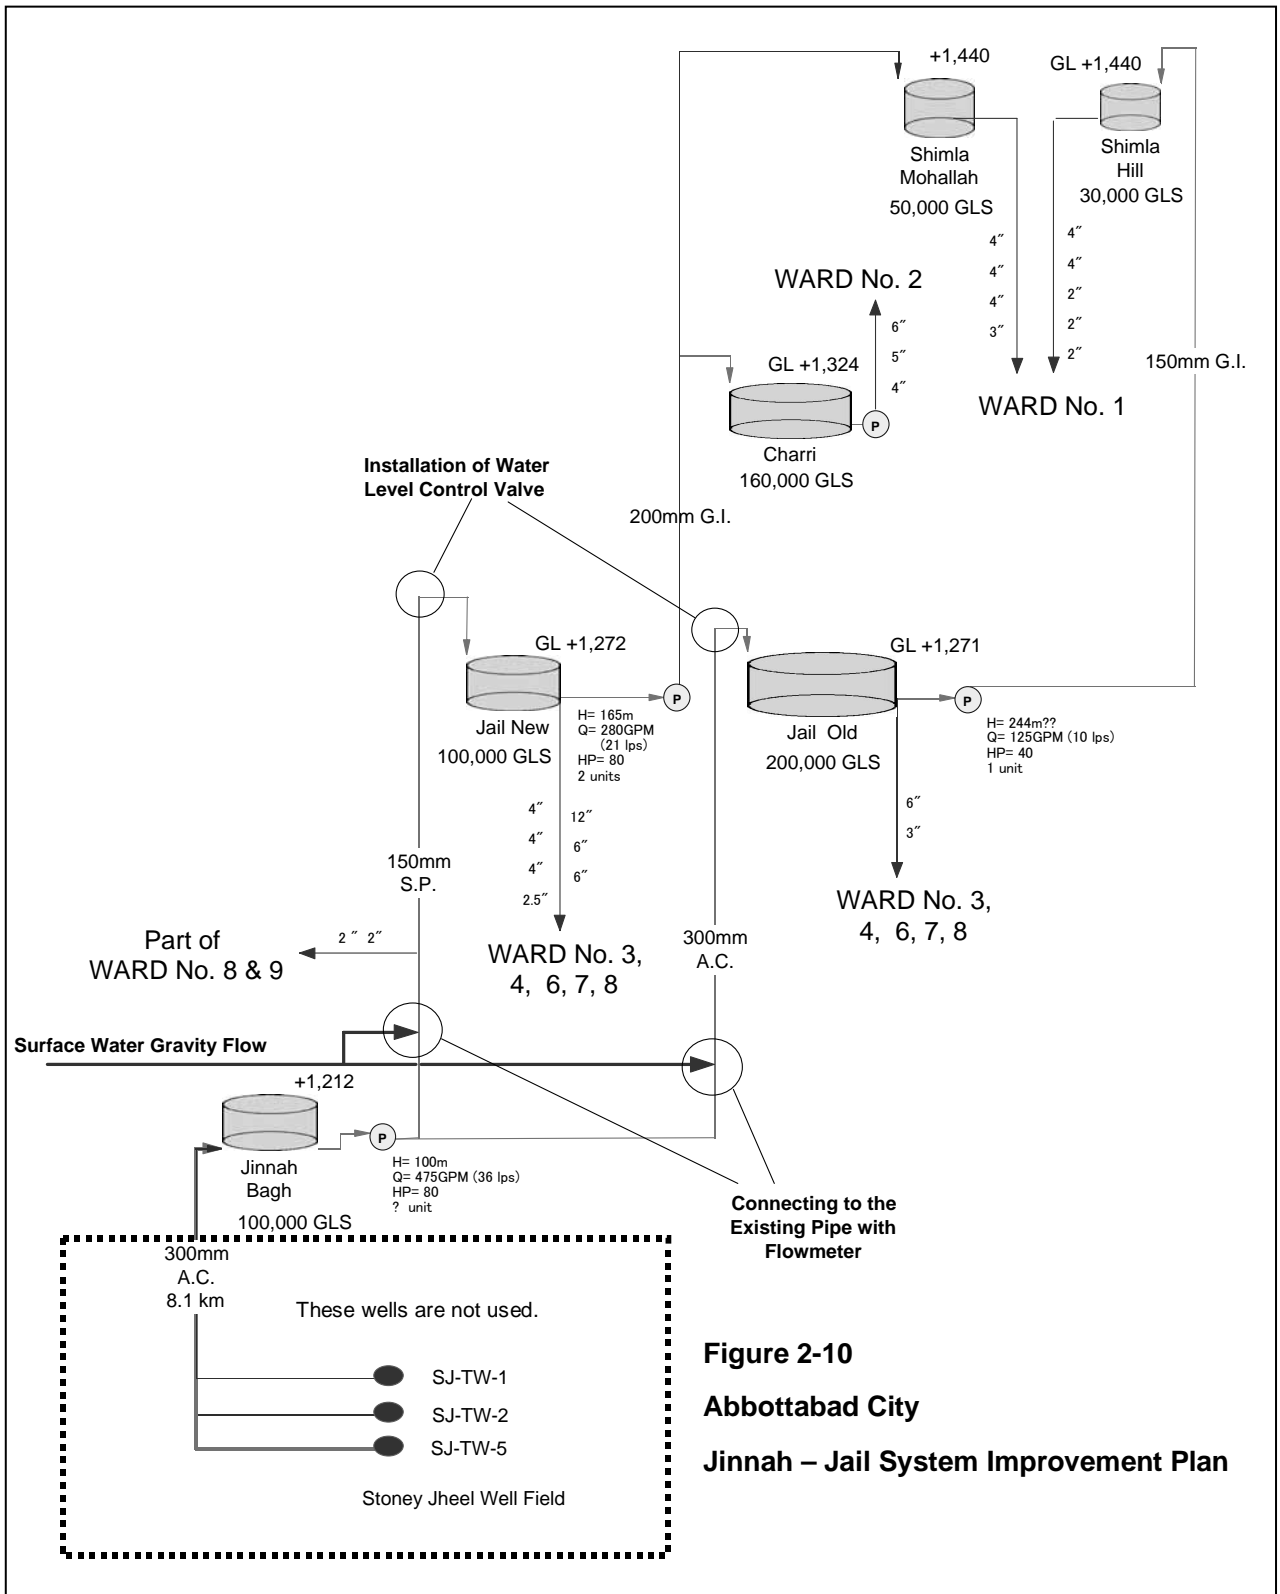 +1,440
GL +1,440
Shimla
Mohallah
50,000 GLS
Shimla
Hill
30,000 GLS
4″
4″
4″
3″
4″
4″
2″
2″
2″
WARD No. 1
150mm G.I.
WARD No. 2
6″
5″
4″
GL +1,324
P
Charri
160,000 GLS
Installation of Water
Level Control Valve
200mm G.I.
GL +1,272
P
Jail New
100,000 GLS
H= 165m
Q= 280GPM
(21 lps)
HP= 80
2 units
4″
4″
4″
2.5″
12″
6″
6″
WARD No. 3,
4, 6, 7, 8
GL +1,271
P
Jail Old
200,000 GLS
H= 244m??
Q= 125GPM (10 lps)
HP= 40
1 unit
6″
3″
WARD No. 3,
4, 6, 7, 8
150mm
S.P.
300mm
A.C.
Part of
WARD No. 8 & 9
2 ″ 2″
Surface Water Gravity Flow
+1,212
P
Jinnah
Bagh
100,000 GLS
H= 100m
Q= 475GPM (36 lps)
HP= 80
? unit
Connecting to the
Existing Pipe with
Flowmeter
300mm
A.C.
8.1 km
These wells are not used.
SJ-TW-1
SJ-TW-2
SJ-TW-5
Stoney Jheel Well Field
Figure 2-10
Abbottabad City
Jinnah – Jail System Improvement Plan